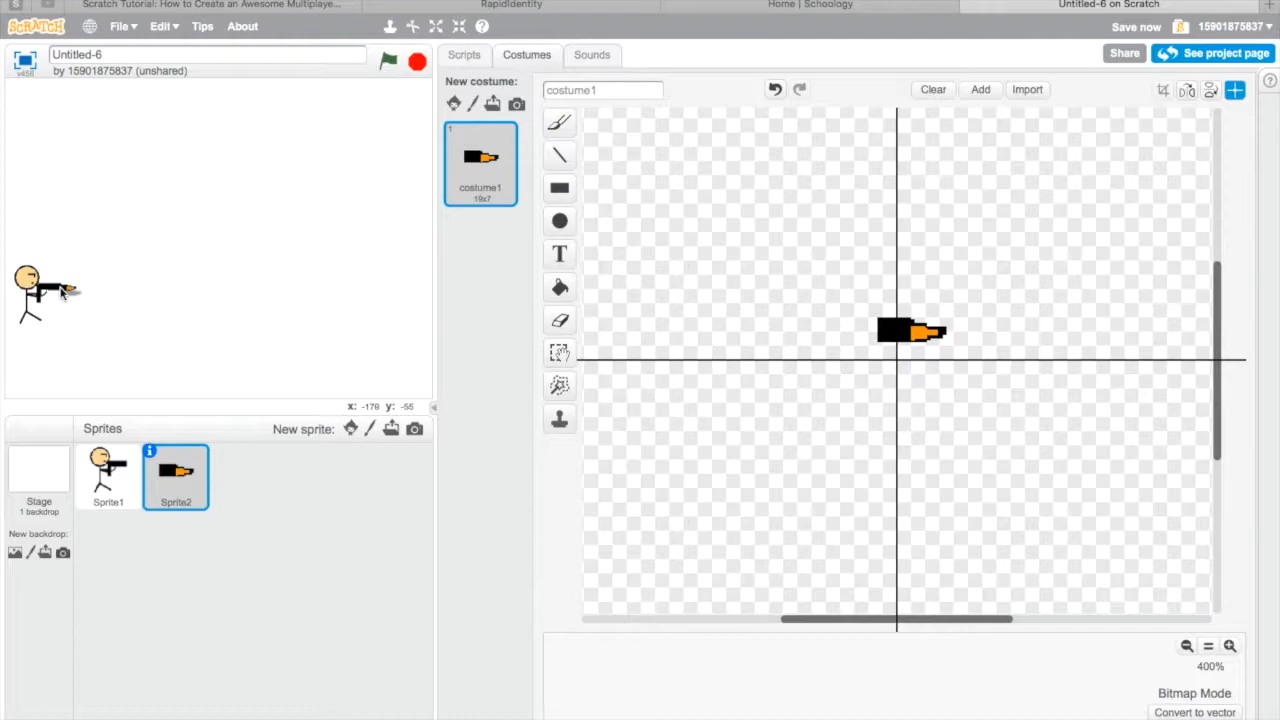 Scratch Tutorial: How to Create an Awesome Multiplaye...
RapidIdentity
Home | Schoology
Untitled-6 on Scratch
SCRATCH File▼ Edit▼ Tips About
Save now 15901875837▼
Untitled-6
by 15901875837 (unshared)
v456
Scripts Costumes Sounds
Share See project page
New costume:
costume1
Clear Add Import
1
costume1
19x7
T
x: -170 y: -55
Sprites New sprite:
Stage
1 backdrop
New backdrop:
Sprite1
Sprite2
400%
Bitmap Mode
Convert to vector